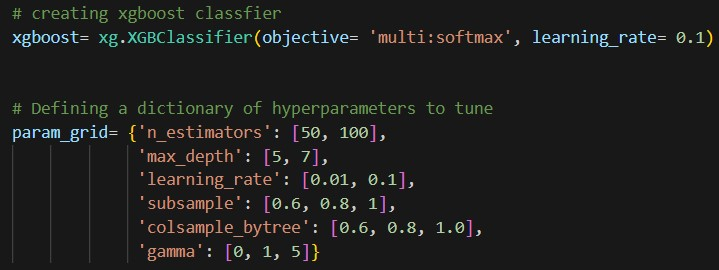 # creating xgboost classfier
xgboost= xg.XGBClassifier(objective= 'multi:softmax', learning_rate= 0.1)
# Defining a dictionary of hyperparameters to tune
param_grid= {'n_estimators': [50, 100],
'max_depth': [5, 7],
'learning_rate': [0.01, 0.1],
'subsample': [0.6, 0.8, 1],
'colsample_bytree': [0.6, 0.8, 1.0],
'gamma': [0, 1, 5]}